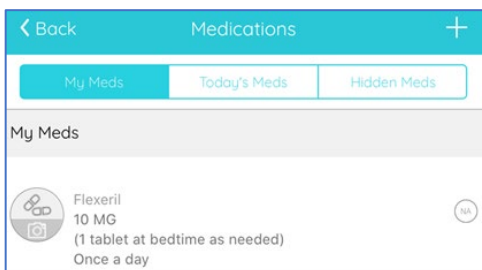 Back Medications +
My Meds Today's Meds Hidden Meds
My Meds
Flexeril
10 MG
NA
(1 tablet at bedtime as needed)
Once a day